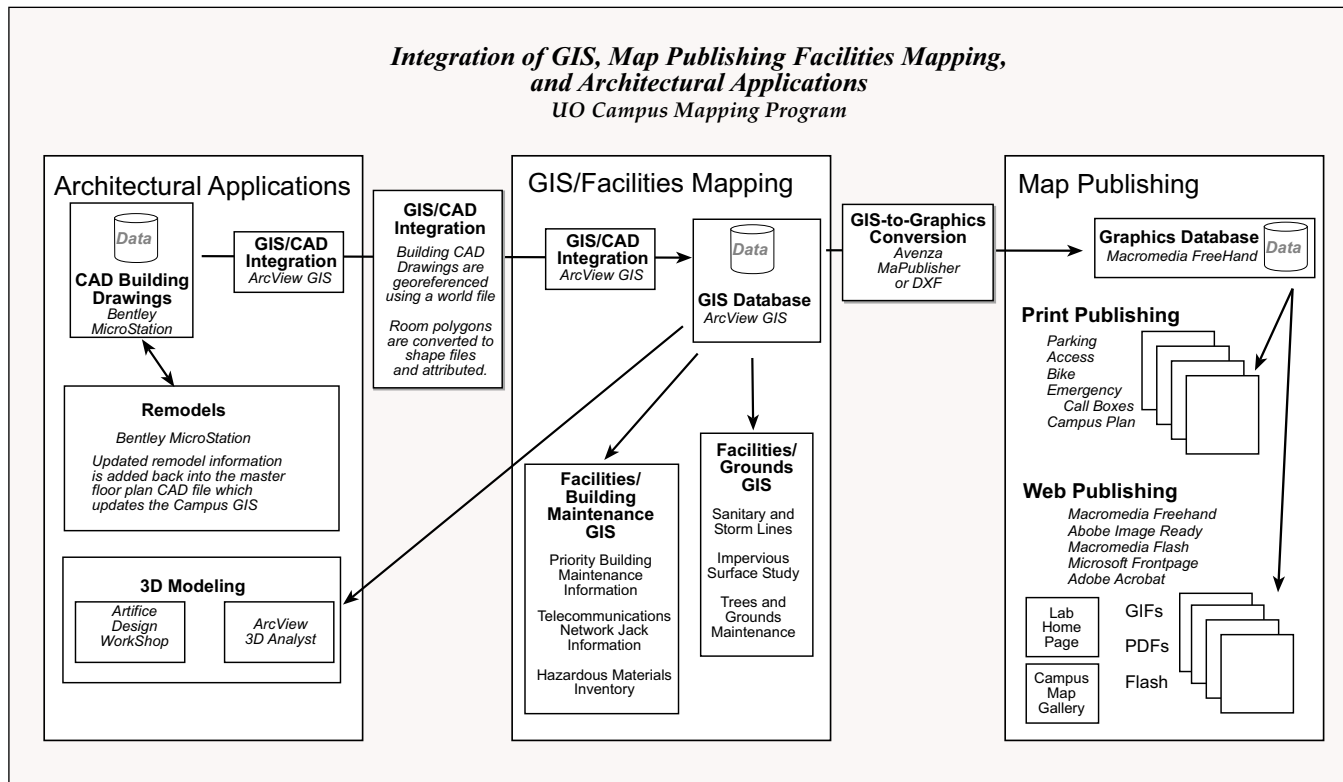 Integration of GIS, Map Publishing Facilities Mapping,
and Architectural Applications
UO Campus Mapping Program
Architectural Applications
Data
CAD Building
Drawings
Bentley
MicroStation
GIS/CAD
Integration
ArcView GIS
Remodels
Bentley MicroStation
Updated remodel information
is added back into the master
floor plan CAD file which
updates the Campus GIS
3D Modeling
Artifice
Design
WorkShop
ArcView
3D Analyst
GIS/CAD
Integration
Building CAD
Drawings are
georeferenced
using a world file
Room polygons
are converted to
shape files
and attributed.
GIS/Facilities Mapping
GIS/CAD
Integration
ArcView GIS
Data
GIS Database
ArcView GIS
Facilities/
Building
Maintenance
GIS
Priority Building
Maintenance
Information
Telecommunications
Network Jack
Information
Hazardous Materials
Inventory
Facilities/
Grounds
GIS
Sanitary and
Storm Lines
Impervious
Surface Study
Trees and
Grounds
Maintenance
GIS-to-Graphics
Conversion
Avenza
MaPublisher
or DXF
Map Publishing
Graphics Database
Macromedia FreeHand
Data
Print Publishing
Parking
Access
Bike
Emergency
Call Boxes
Campus Plan
Web Publishing
Macromedia Freehand
Abobe Image Ready
Macromedia Flash
Microsoft Frontpage
Adobe Acrobat
Lab
Home
Page
Campus
Map
Gallery
GIFs
PDFs
Flash